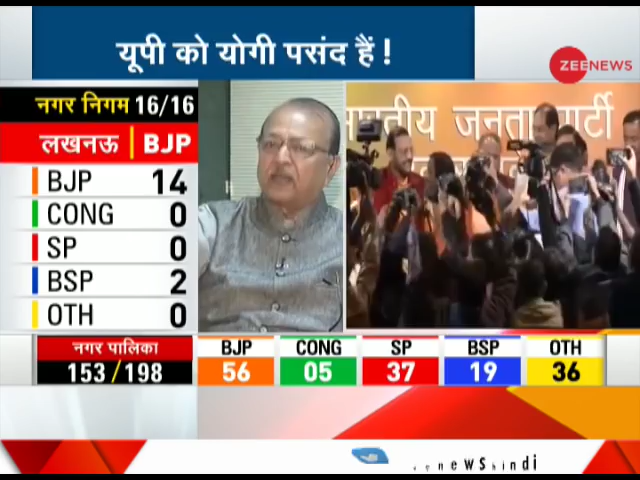 यूपी को योगी पसंद हैं !
ZEENEWS
नगर निगम 16/16
लखनऊ BJP
BJP 14
CONG 0
SP 0
BSP 2
OTH 0
जनता पार्टी
नगर पालिका
153/198
BJP CONG SP BSP OTH
56 05 37 19 36